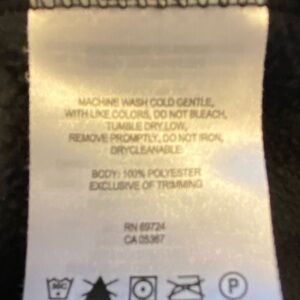 MACHINE WASH COLD GENTLE,
WITH LIKE COLORS, DO NOT BLEACH,
TUMBLE DRY LOW,
REMOVE PROMPTLY, DO NOT IRON,
DRYCLEANABLE.
BODY: 100% POLYESTER
EXCLUSIVE OF TRIMMING
RN 69724
CA 05367
P